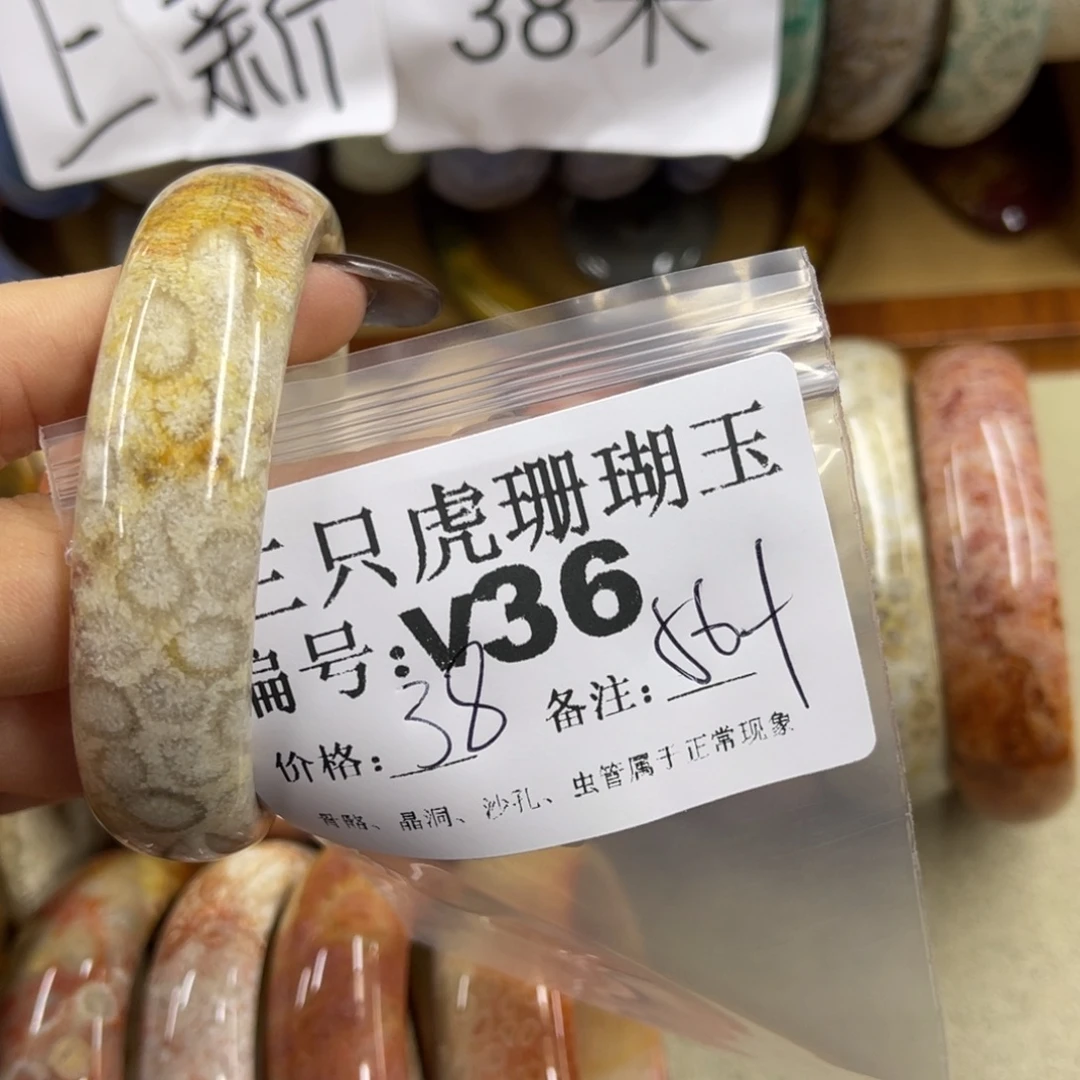 上新
38米
三只虎珊瑚玉
编号:V36
价格:38 备注:
晶洞、沙孔、虫管属于正常现象